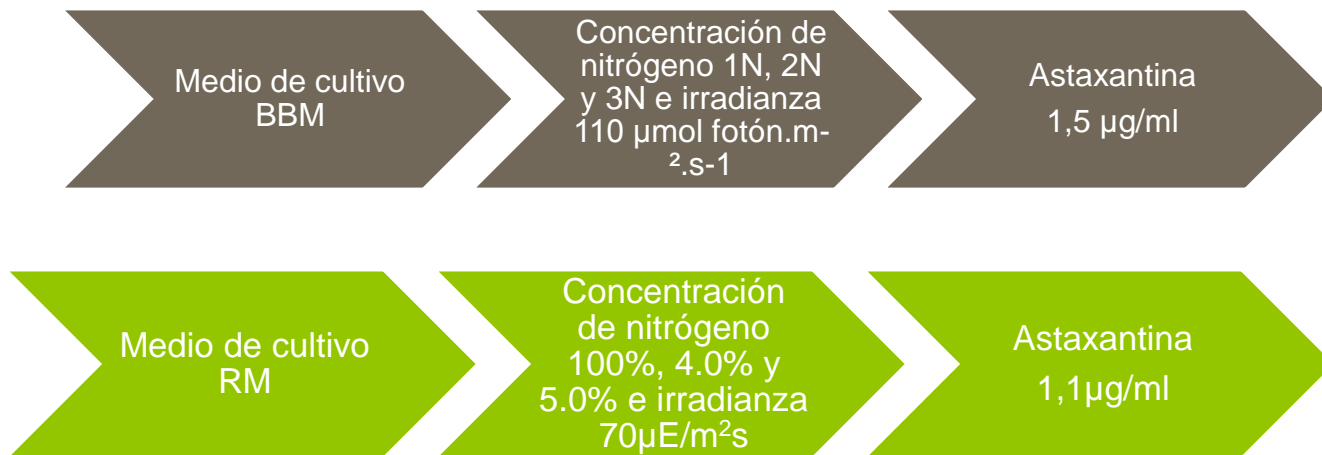 Medio de cultivo
BBM
Concentración de
nitrógeno 1N, 2N
y 3N e irradianza
110 µmol fotón.m-
².s-1
Astaxantina
1,5 µg/ml
Medio de cultivo
RM
Concentración
de nitrógeno
100%, 4.0% y
5.0% e irradianza
70µE/m²s
Astaxantina
1,1µg/ml